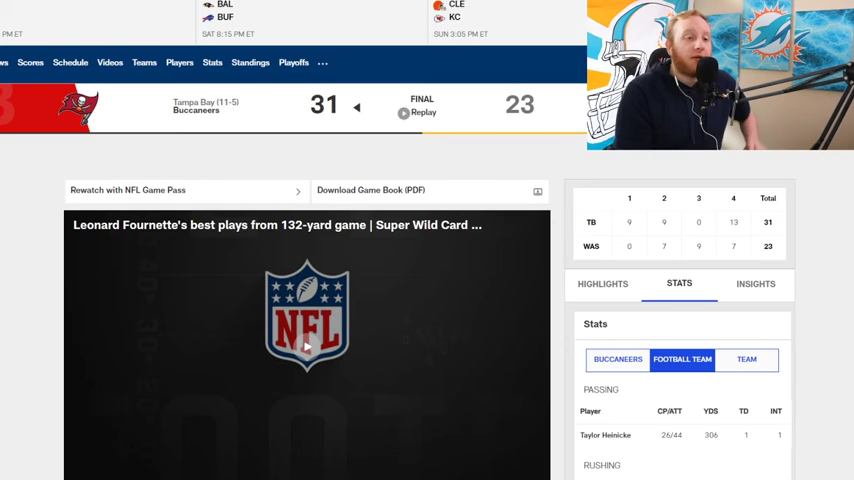 BAL
BUF
SAT 8:15 PM ET
CLE
KC
SUN 3:05 PM ET
PM ET
ws Scores Schedule Videos Teams Players Stats Standings Playoffs ...
Tampa Bay (11-5)
Buccaneers
31
FINAL
Replay
23
Rewatch with NFL Game Pass
Download Game Book (PDF)
Leonard Fournette's best plays from 132-yard game | Super Wild Card ...
NFL
1 2 3 4 Total
TB 9 9 0 13 31
WAS 0 7 9 7 23
HIGHLIGHTS STATS INSIGHTS
Stats
BUCCANEERS FOOTBALL TEAM TEAM
PASSING
Player CP/ATT YDS TD INT
Taylor Heinicke 26/44 306 1 1
RUSHING